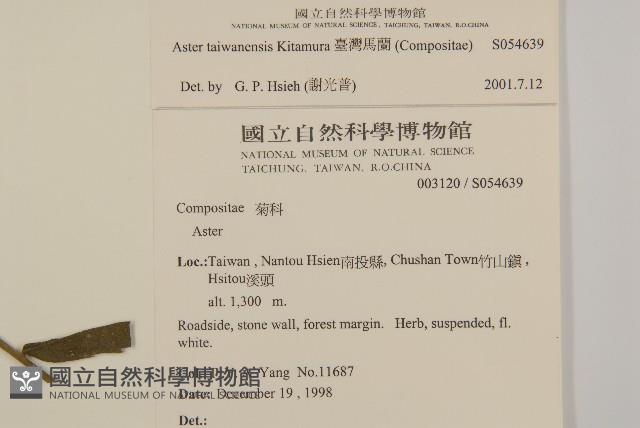 國立自然科學博物館
NATIONAL MUSEUM OF NATURAL SCIENCE, TAICHUNG, TAIWAN, R.O.CHINA
Aster taiwanensis Kitamura 臺灣馬蘭 (Compositae) S054639
Det. by G. P. Hsieh (謝光普) 2001.7.12
國立自然科學博物館
NATIONAL MUSEUM OF NATURAL SCIENCE
TAICHUNG, TAIWAN, R.O.CHINA
003120 / S054639
Compositae 菊科
Aster
Loc.:Taiwan , Nantou Hsien南投縣, Chushan Town竹山鎮 ,
Hsitou溪頭
alt. 1,300 m.
Roadside, stone wall, forest margin. Herb, suspended, fl.
white.
Yang No.11687
Date: December 19 , 1998
Det.:
國立自然科學博物館
NATIONAL MUSEUM OF NATURAL SCIENCE